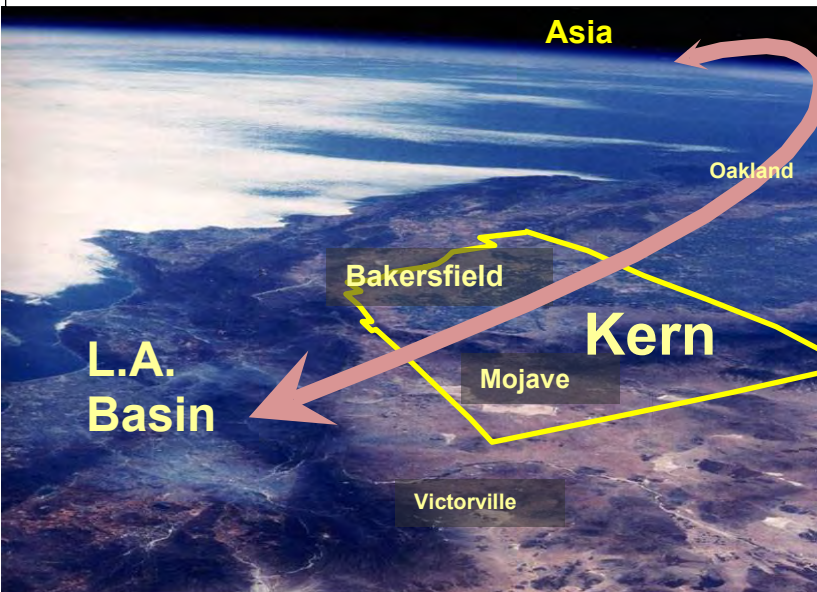 Asia
Oakland
Bakersfield
Kern
L.A.
Basin
Mojave
Victorville